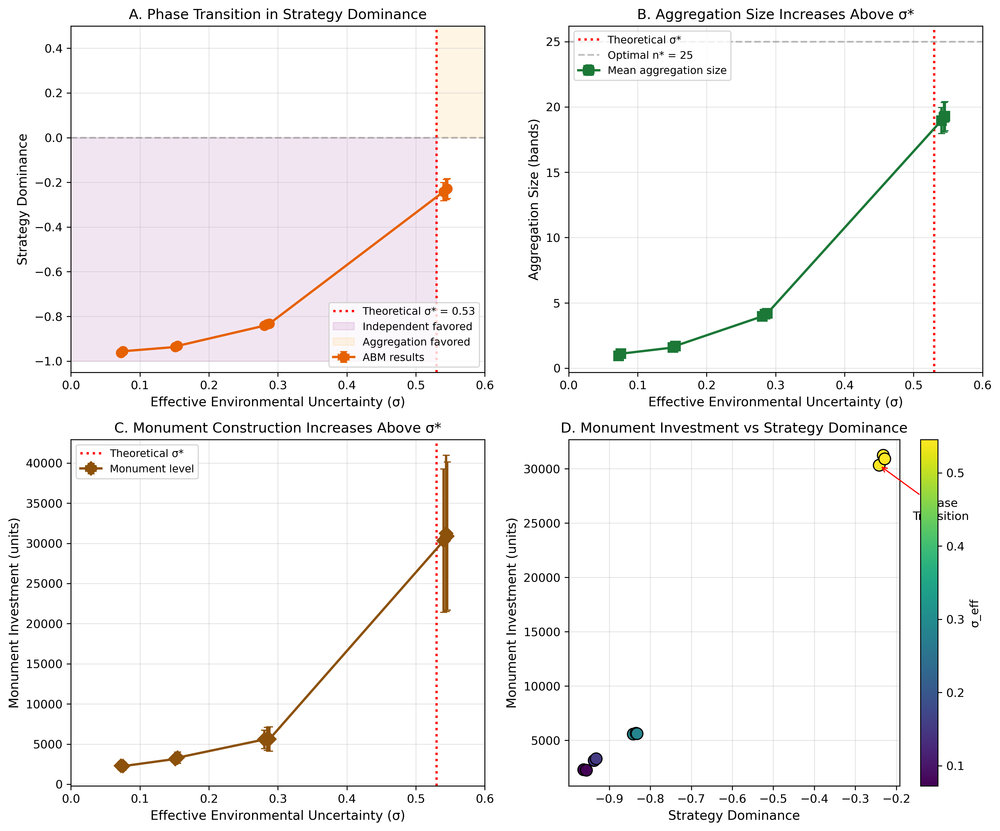 A. Phase Transition in Strategy Dominance
0.4
0.2
0.0
−0.2
−0.4
−0.6
−0.8
−1.0
Strategy Dominance
Theoretical σ* = 0.53
Independent favored
Aggregation favored
ABM results
0.0 0.1 0.2 0.3 0.4 0.5 0.6
Effective Environmental Uncertainty (σ)
B. Aggregation Size Increases Above σ*
Theoretical σ*
Optimal n* = 25
Mean aggregation size
25
20
15
10
5
0
Aggregation Size (bands)
0.0 0.1 0.2 0.3 0.4 0.5 0.6
Effective Environmental Uncertainty (σ)
C. Monument Construction Increases Above σ*
Theoretical σ*
Monument level
40000
35000
30000
25000
20000
15000
10000
5000
0
Monument Investment (units)
0.0 0.1 0.2 0.3 0.4 0.5 0.6
Effective Environmental Uncertainty (σ)
D. Monument Investment vs Strategy Dominance
30000
25000
20000
15000
10000
5000
Monument Investment (units)
−0.9 −0.8 −0.7 −0.6 −0.5 −0.4 −0.3 −0.2
Strategy Dominance
0.5
0.4
0.3
0.2
0.1
σ_eff